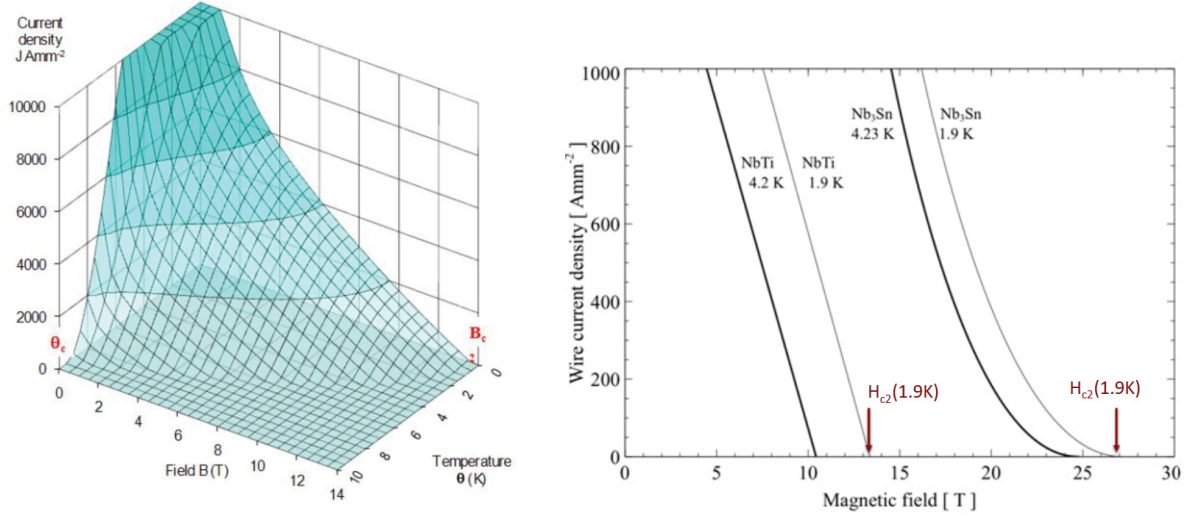 Current
density
J Amm⁻²
10000
8000
6000
4000
2000
0
θc
Bc
2
0
2
4
6
8
10
12
14
Field B (T)
0
2
4
6
8
10
Temperature
θ (K)
1000
800
600
400
200
0
Wire current density [ Amm⁻² ]
NbTi
4.2 K
NbTi
1.9 K
Nb₃Sn
4.23 K
Nb₃Sn
1.9 K
Hc2(1.9K)
Hc2(1.9K)
0
5
10
15
20
25
30
Magnetic field [ T ]